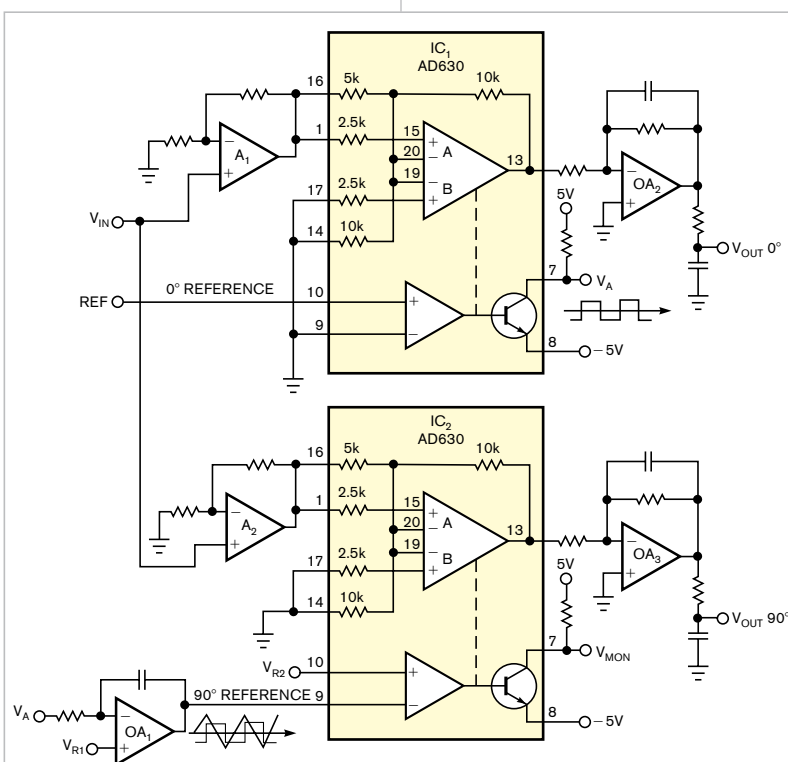 IC1
AD630
16
5k
10k
1
2.5k
15
+
A
20
−
13
A1
−
+
19
−
B
+
17
2.5k
14
10k
VIN
5V
−
+
OA2
VOUT 0°
REF
0° REFERENCE
10
+
9
−
7
VA
8
−5V
IC2
AD630
16
5k
10k
1
2.5k
15
+
A
20
−
13
A2
−
+
19
−
B
+
17
2.5k
14
10k
5V
−
+
OA3
VOUT 90°
VR2
10
+
90° REFERENCE
9
−
7
VMON
8
−5V
VA
−
VR1
+
OA1